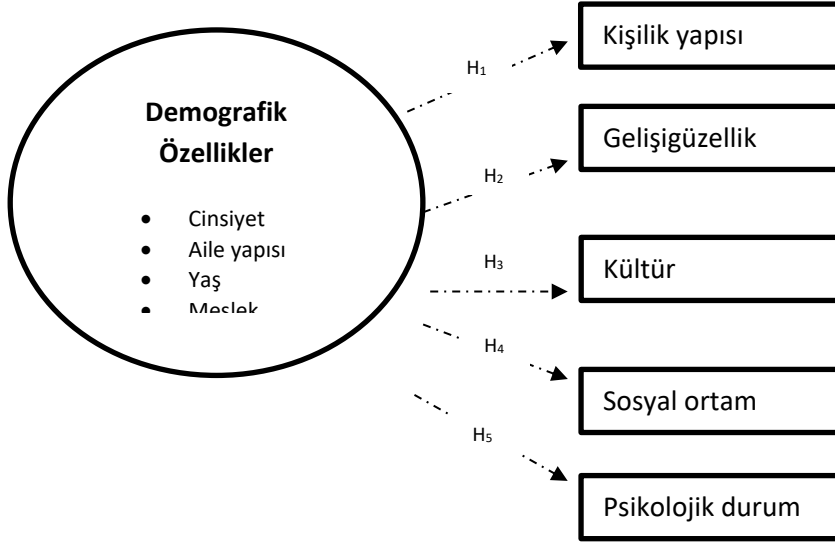 Demografik
Özellikler
• Cinsiyet
• Aile yapısı
• Yaş
• Meslek
H₁
H₂
H₃
H₄
H₅
Kişilik yapısı
Gelişigüzellik
Kültür
Sosyal ortam
Psikolojik durum